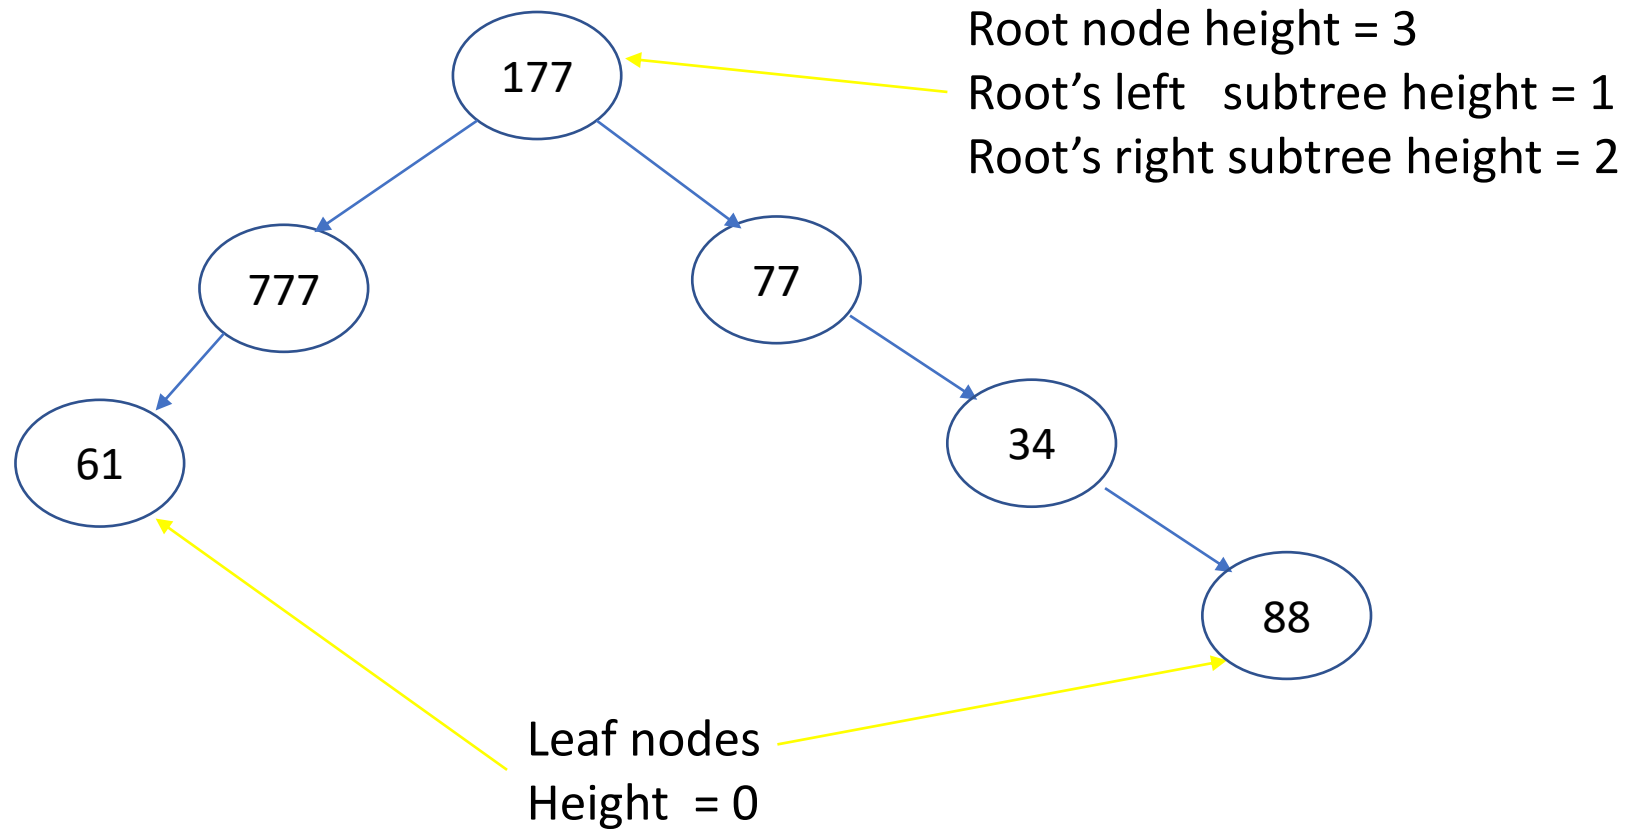 Root node height = 3
Root’s left   subtree height = 1
Root’s right subtree height = 2
177
777
77
61
34
88
Leaf nodes
Height  = 0